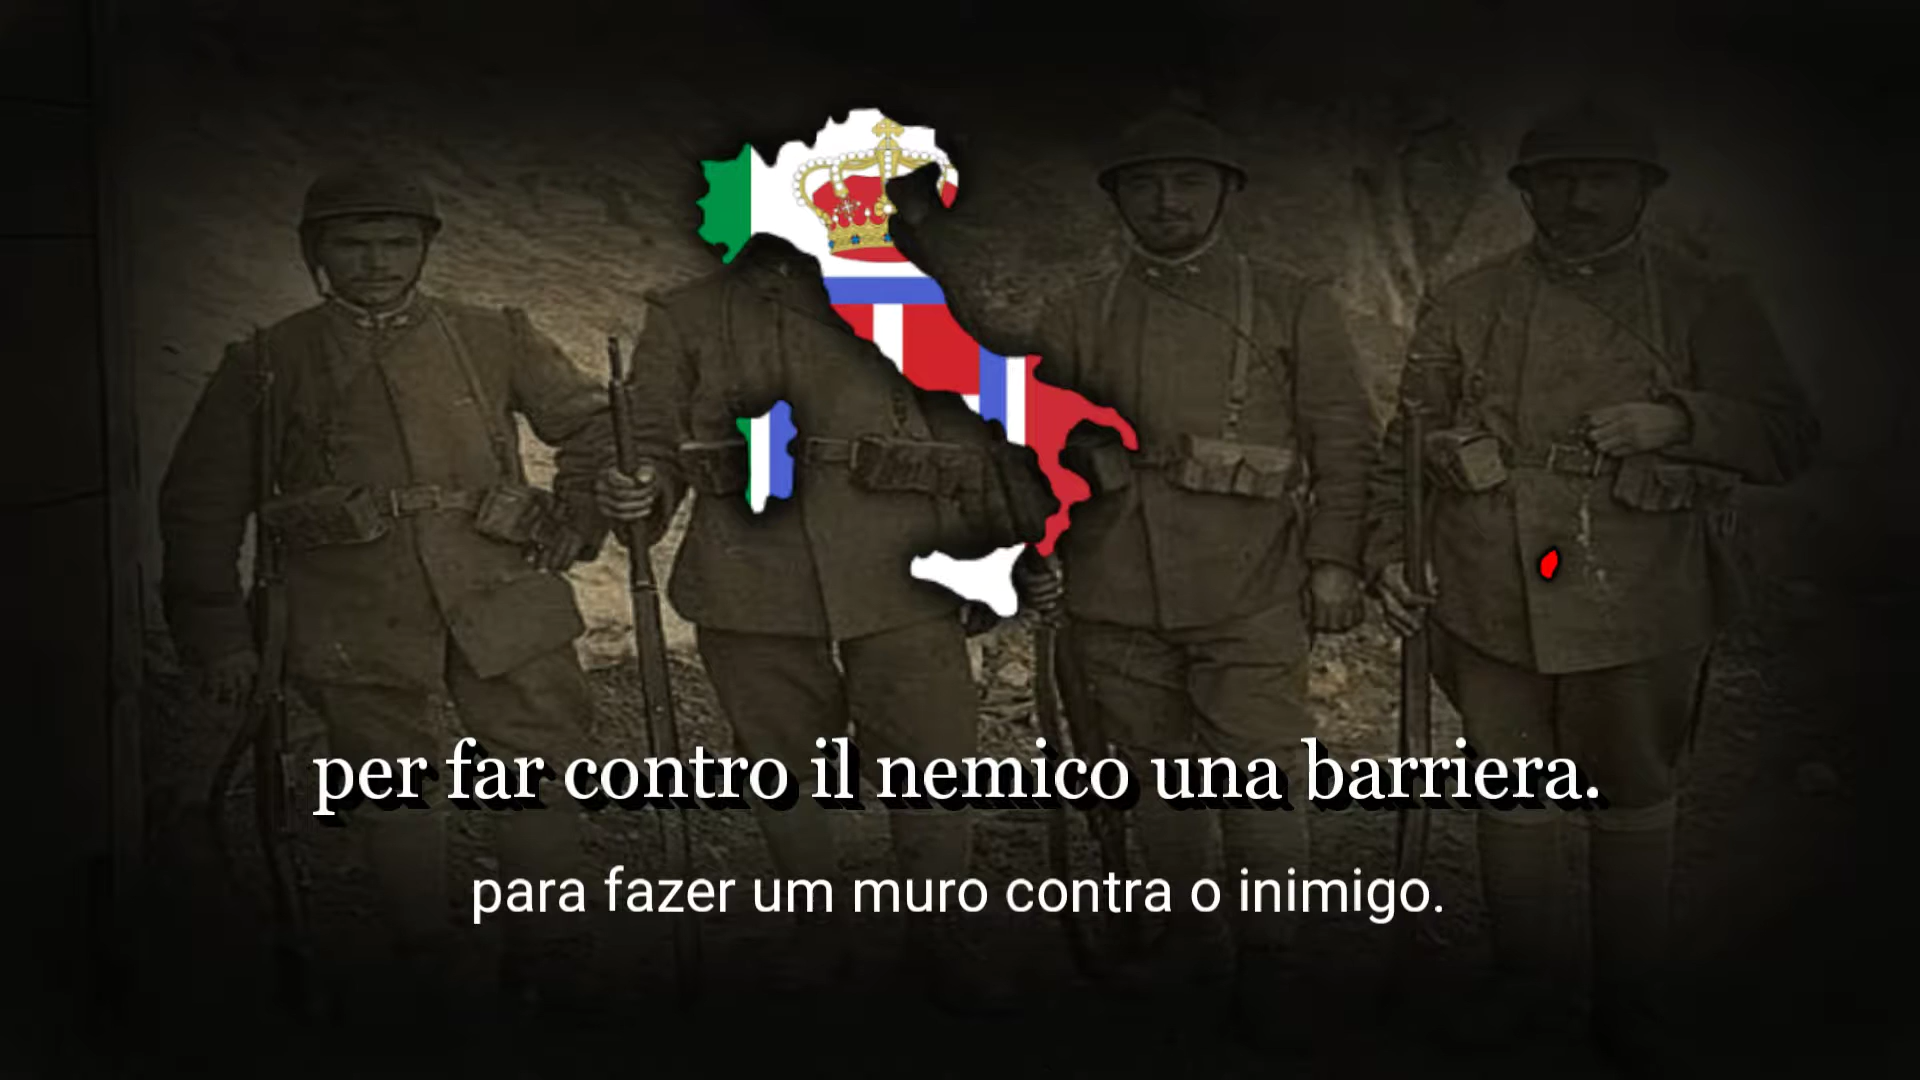 per far contro il nemico una barriera.
para fazer um muro contra o inimigo.